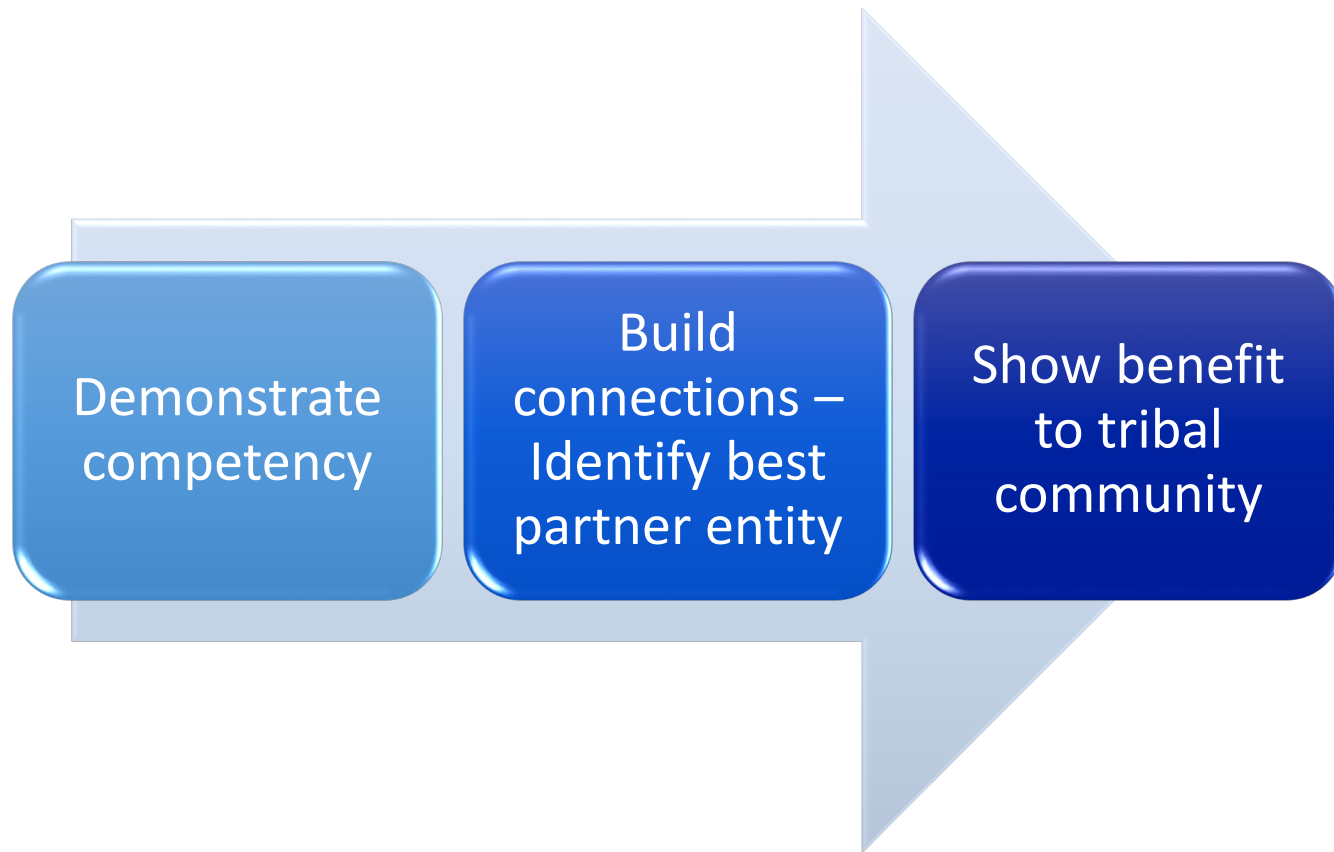 Demonstrate
competency
Build
connections –
Identify best
partner entity
Show benefit
to tribal
community